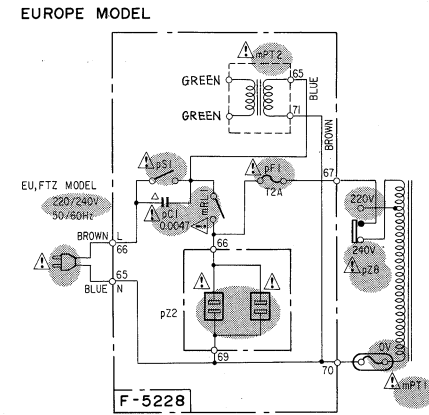 EUROPE MODEL
mPT2
65
GREEN
BLUE
GREEN
71
BROWN
pS1
pF1
67
T2A
EU, FTZ MODEL
220/240V
50/60Hz
pC1
0.0047
mRL1
220V
BROWN L
66
66
240V
pZ8
65
BLUE N
pZ2
0V
69
70
mPT1
F-5228